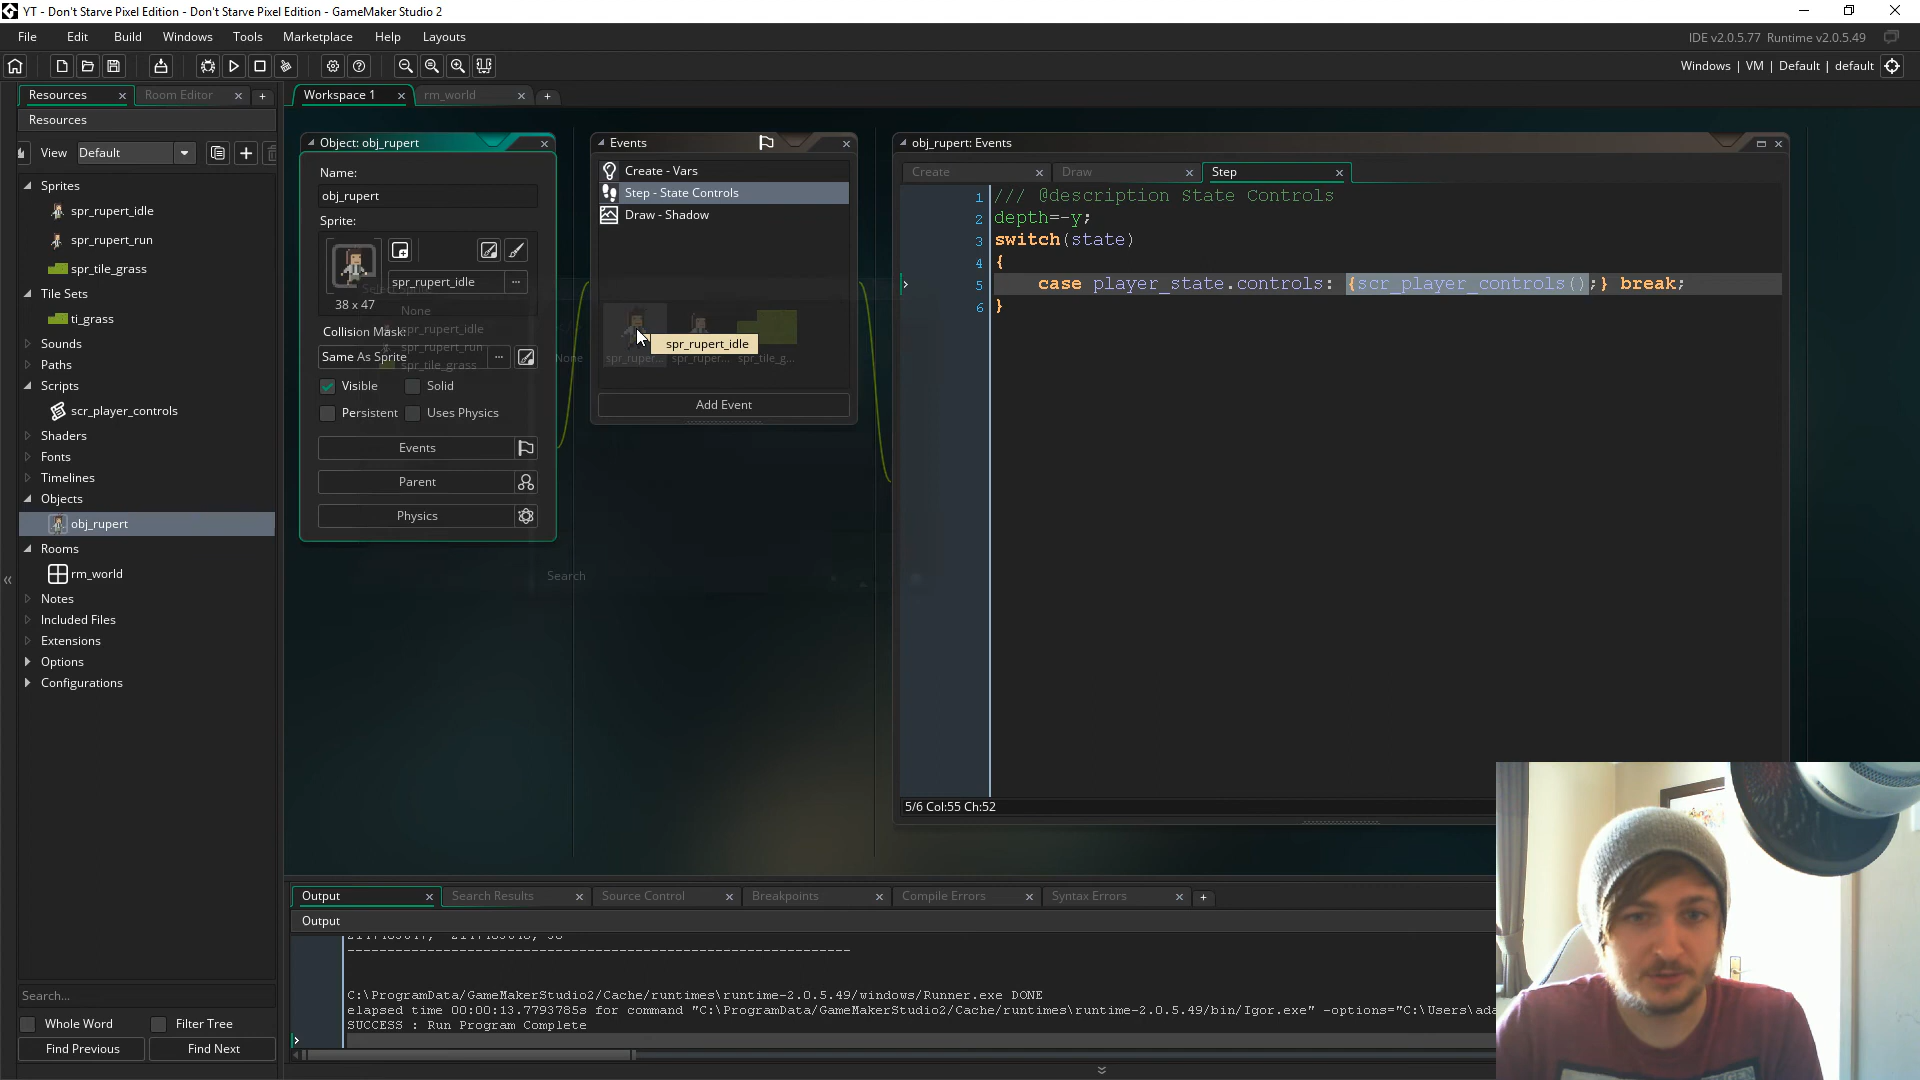 YT - Don't Starve Pixel Edition - Don't Starve Pixel Edition - GameMaker Studio 2
File Edit Build Windows Tools Marketplace Help Layouts
IDE v2.0.5.77 Runtime v2.0.5.49
Windows | VM | Default | default
Resources
Room Editor
Workspace 1
rm_world
Resources
View Default
Sprites
spr_rupert_idle
spr_rupert_run
spr_tile_grass
Tile Sets
ti_grass
Sounds
Paths
Scripts
scr_player_controls
Shaders
Fonts
Timelines
Objects
obj_rupert
Rooms
rm_world
Notes
Included Files
Extensions
Options
Configurations
Search...
Whole Word
Filter Tree
Find Previous
Find Next
Object: obj_rupert
Name:
obj_rupert
Sprite:
spr_rupert_idle
38 x 47
None
spr_rupert_idle
spr_rupert_run
spr_tile_grass
Collision Mask:
Same As Sprite
Visible
Solid
Persistent
Uses Physics
Events
Parent
Physics
Events
Create - Vars
Step - State Controls
Draw - Shadow
None
spr_ruper...
spr_ruper...
spr_tile_g...
spr_rupert_idle
Add Event
Search
obj_rupert: Events
Create
Draw
Step
1 /// @description State Controls
2 depth=-y;
3 switch(state)
4 {
5 case player_state.controls: {scr_player_controls();} break;
6 }
5/6 Col:55 Ch:52
Output
Search Results
Source Control
Breakpoints
Compile Errors
Syntax Errors
Output
------------------------------------------------------------
C:\ProgramData/GameMakerStudio2/Cache/runtimes\runtime-2.0.5.49/windows/Runner.exe DONE
elapsed time 00:00:13.7793785s for command "C:\ProgramData/GameMakerStudio2/Cache/runtimes\runtime-2.0.5.49/bin/Igor.exe" -options="C:\Users\ada
SUCCESS : Run Program Complete